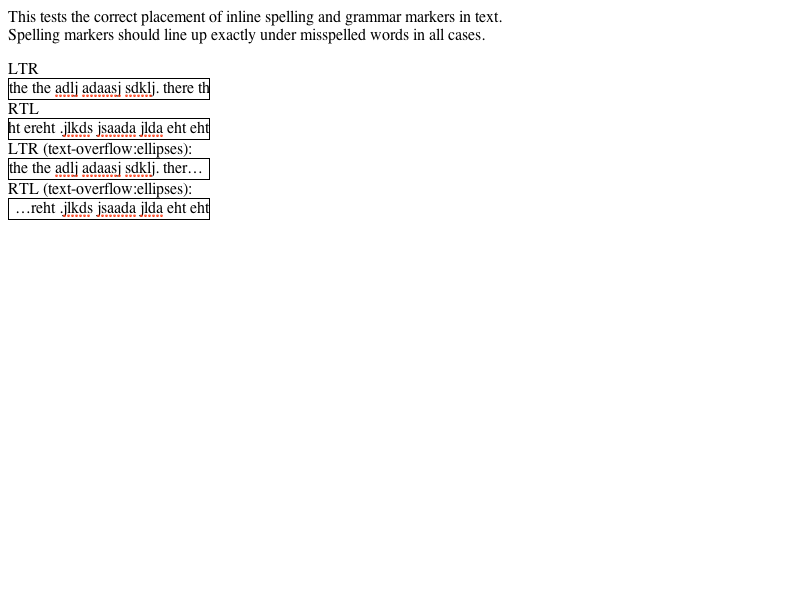 This tests the correct placement of inline spelling and grammar markers in text.
Spelling markers should line up exactly under misspelled words in all cases.
LTR
the the adlj adaasj sdklj. there th
RTL
ht ereht .jlkds jsaada jlda eht eht
LTR (text-overflow:ellipses):
the the adlj adaasj sdklj. ther…
RTL (text-overflow:ellipses):
…reht .jlkds jsaada jlda eht eht